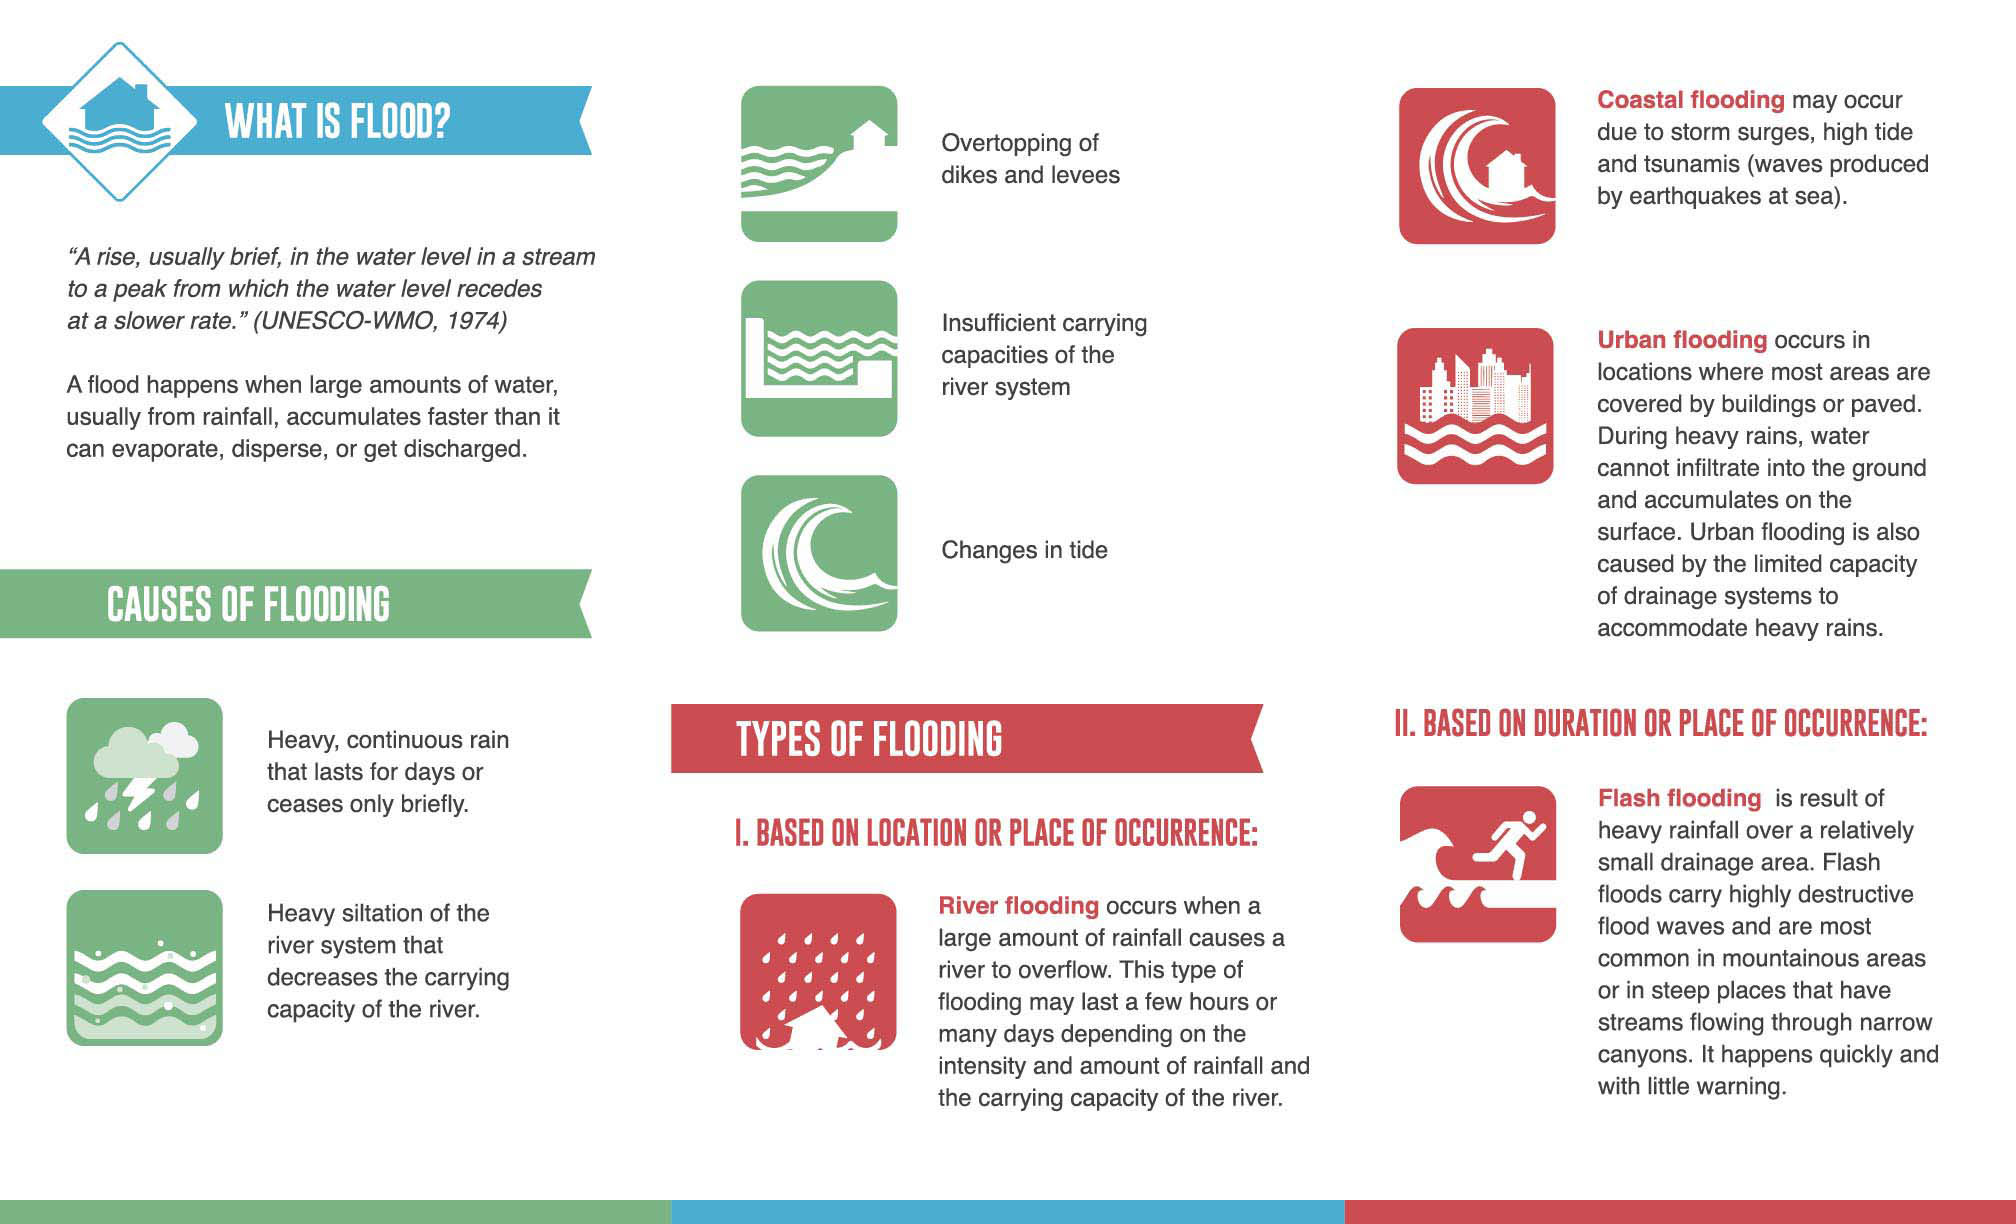 WHAT IS FLOOD?
“A rise, usually brief, in the water level in a stream
to a peak from which the water level recedes
at a slower rate.” (UNESCO-WMO, 1974)
A flood happens when large amounts of water,
usually from rainfall, accumulates faster than it
can evaporate, disperse, or get discharged.
CAUSES OF FLOODING
Heavy, continuous rain
that lasts for days or
ceases only briefly.
Heavy siltation of the
river system that
decreases the carrying
capacity of the river.
Overtopping of
dikes and levees
Insufficient carrying
capacities of the
river system
Changes in tide
TYPES OF FLOODING
I. BASED ON LOCATION OR PLACE OF OCCURRENCE:
River flooding occurs when a
large amount of rainfall causes a
river to overflow. This type of
flooding may last a few hours or
many days depending on the
intensity and amount of rainfall and
the carrying capacity of the river.
Coastal flooding may occur
due to storm surges, high tide
and tsunamis (waves produced
by earthquakes at sea).
Urban flooding occurs in
locations where most areas are
covered by buildings or paved.
During heavy rains, water
cannot infiltrate into the ground
and accumulates on the
surface. Urban flooding is also
caused by the limited capacity
of drainage systems to
accommodate heavy rains.
II. BASED ON DURATION OR PLACE OF OCCURRENCE:
Flash flooding is result of
heavy rainfall over a relatively
small drainage area. Flash
floods carry highly destructive
flood waves and are most
common in mountainous areas
or in steep places that have
streams flowing through narrow
canyons. It happens quickly and
with little warning.